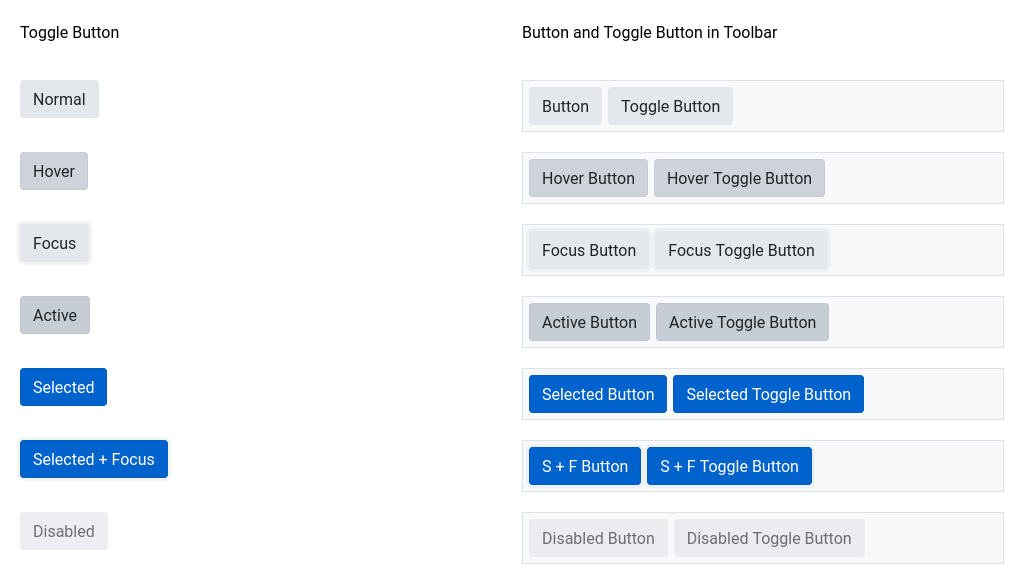 Toggle Button
Normal
Hover
Focus
Active
Selected
Selected + Focus
Disabled
Button and Toggle Button in Toolbar
Button Toggle Button
Hover Button Hover Toggle Button
Focus Button Focus Toggle Button
Active Button Active Toggle Button
Selected Button Selected Toggle Button
S + F Button S + F Toggle Button
Disabled Button Disabled Toggle Button